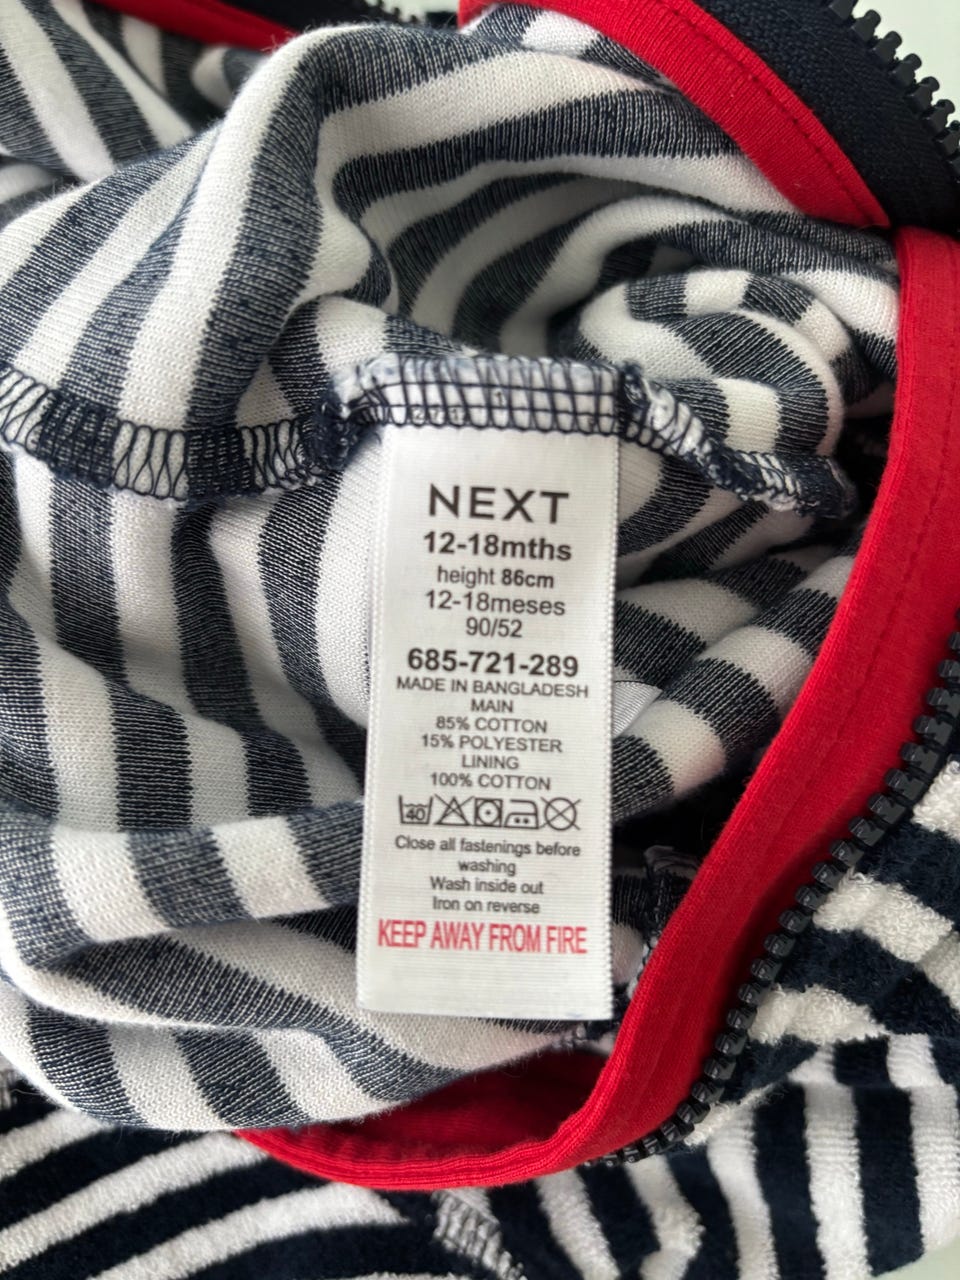 NEXT
12-18mths
height 86cm
12-18meses
90/52
685-721-289
MADE IN BANGLADESH
MAIN
85% COTTON
15% POLYESTER
LINING
100% COTTON
40
Close all fastenings before
washing
Wash inside out
Iron on reverse
KEEP AWAY FROM FIRE